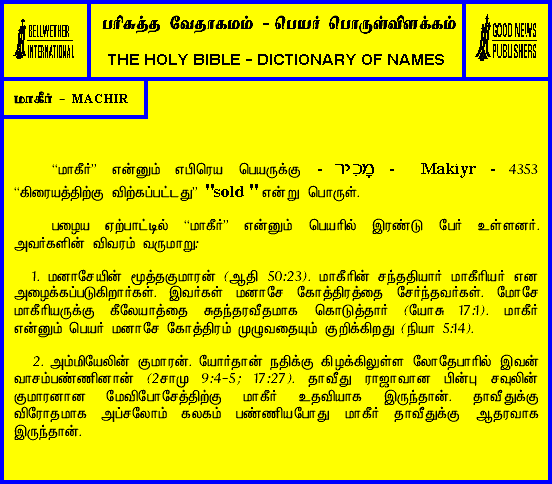 BELLWETHER
INTERNATIONAL
பரிசுத்த வேதாகமம் - பெயர் பொருள்விளக்கம்
THE HOLY BIBLE - DICTIONARY OF NAMES
GOOD NEWS
PUBLISHERS
மாகீர் - MACHIR
“மாகீர்” என்னும் எபிரெய பெயருக்கு - מָכִיר - Makiyr - 4353
“கிரையத்திற்கு விற்கப்பட்டது” "sold " என்று பொருள்.
பழைய ஏற்பாட்டில் “மாகீர்” என்னும் பெயரில் இரண்டு பேர் உள்ளனர்.
அவர்களின் விவரம் வருமாறு:
1. மனாசேயின் மூத்தகுமாரன் (ஆதி 50:23). மாகீரின் சந்ததியார் மாகீரியர் என
அழைக்கப்படுகிறார்கள். இவர்கள் மனாசே கோத்திரத்தை சேர்ந்தவர்கள். மோசே
மாகீரியருக்கு கீலேயாத்தை சுதந்தரவீதமாக கொடுத்தார் (யோசு 17:1). மாகீர்
என்னும் பெயர் மனாசே கோத்திரம் முழுவதையும் குறிக்கிறது (நியா 5:14).
2. அம்மியேலின் குமாரன். யோர்தான் நதிக்கு கிழக்கிலுள்ள லோதேபாரில் இவன்
வாசம்பண்ணினான் (2சாமு 9:4-5; 17:27). தாவீது ராஜாவான பின்பு சவுலின்
குமாரனான மேவிபோசேத்திற்கு மாகீர் உதவியாக இருந்தான். தாவீதுக்கு
விரோதமாக அப்சலோம் கலகம் பண்ணியபோது மாகீர் தாவீதுக்கு ஆதரவாக
இருந்தான்.